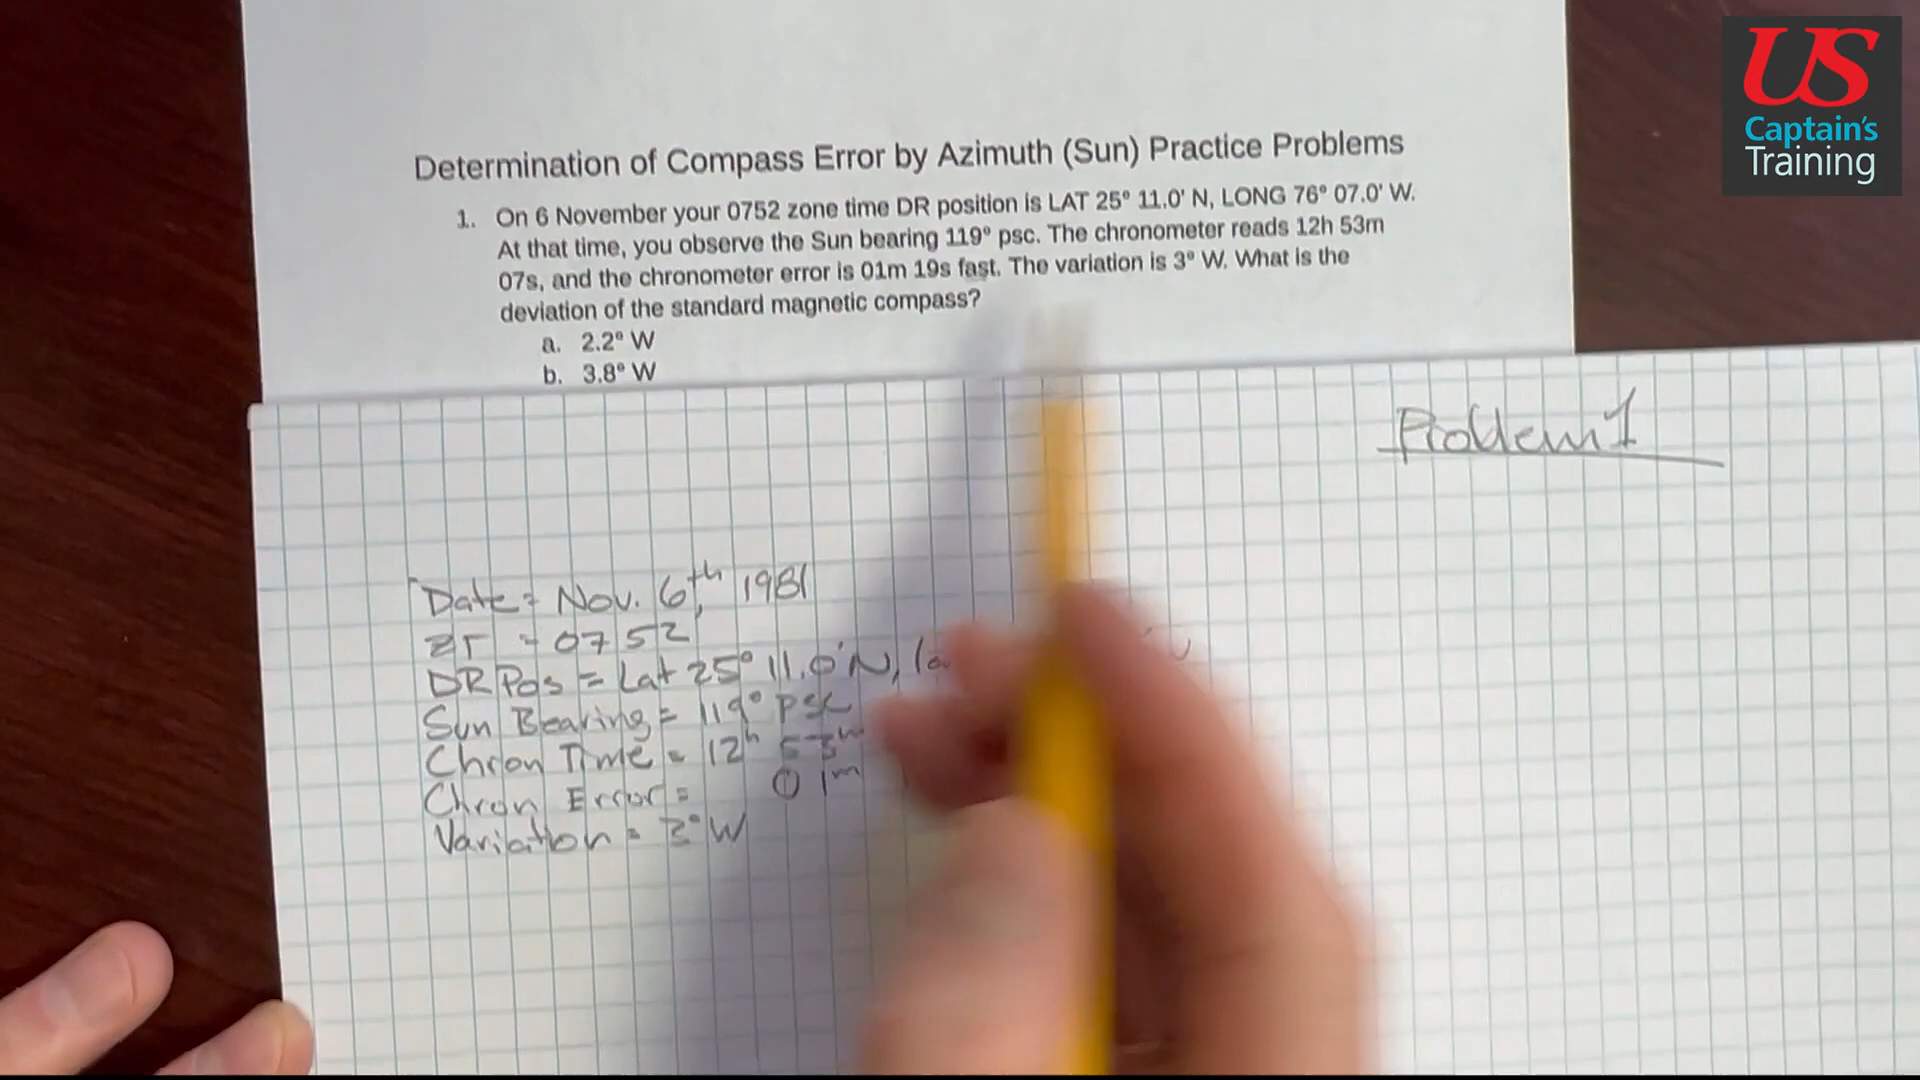 US
Captain's
Training
Determination of Compass Error by Azimuth (Sun) Practice Problems
1. On 6 November your 0752 zone time DR position is LAT 25° 11.0' N, LONG 76° 07.0' W.
At that time, you observe the Sun bearing 119° psc. The chronometer reads 12h 53m
07s, and the chronometer error is 01m 19s fast. The variation is 3° W. What is the
deviation of the standard magnetic compass?
a. 2.2° W
b. 3.8° W
Problem 1
Date = Nov. 6th, 1981
ZT = 0752
DR Pos = Lat 25° 11.0' N, lo
Sun Bearing = 119° psc
Chron Time = 12h 53m
Chron Error = 01m
Variation = 3° W